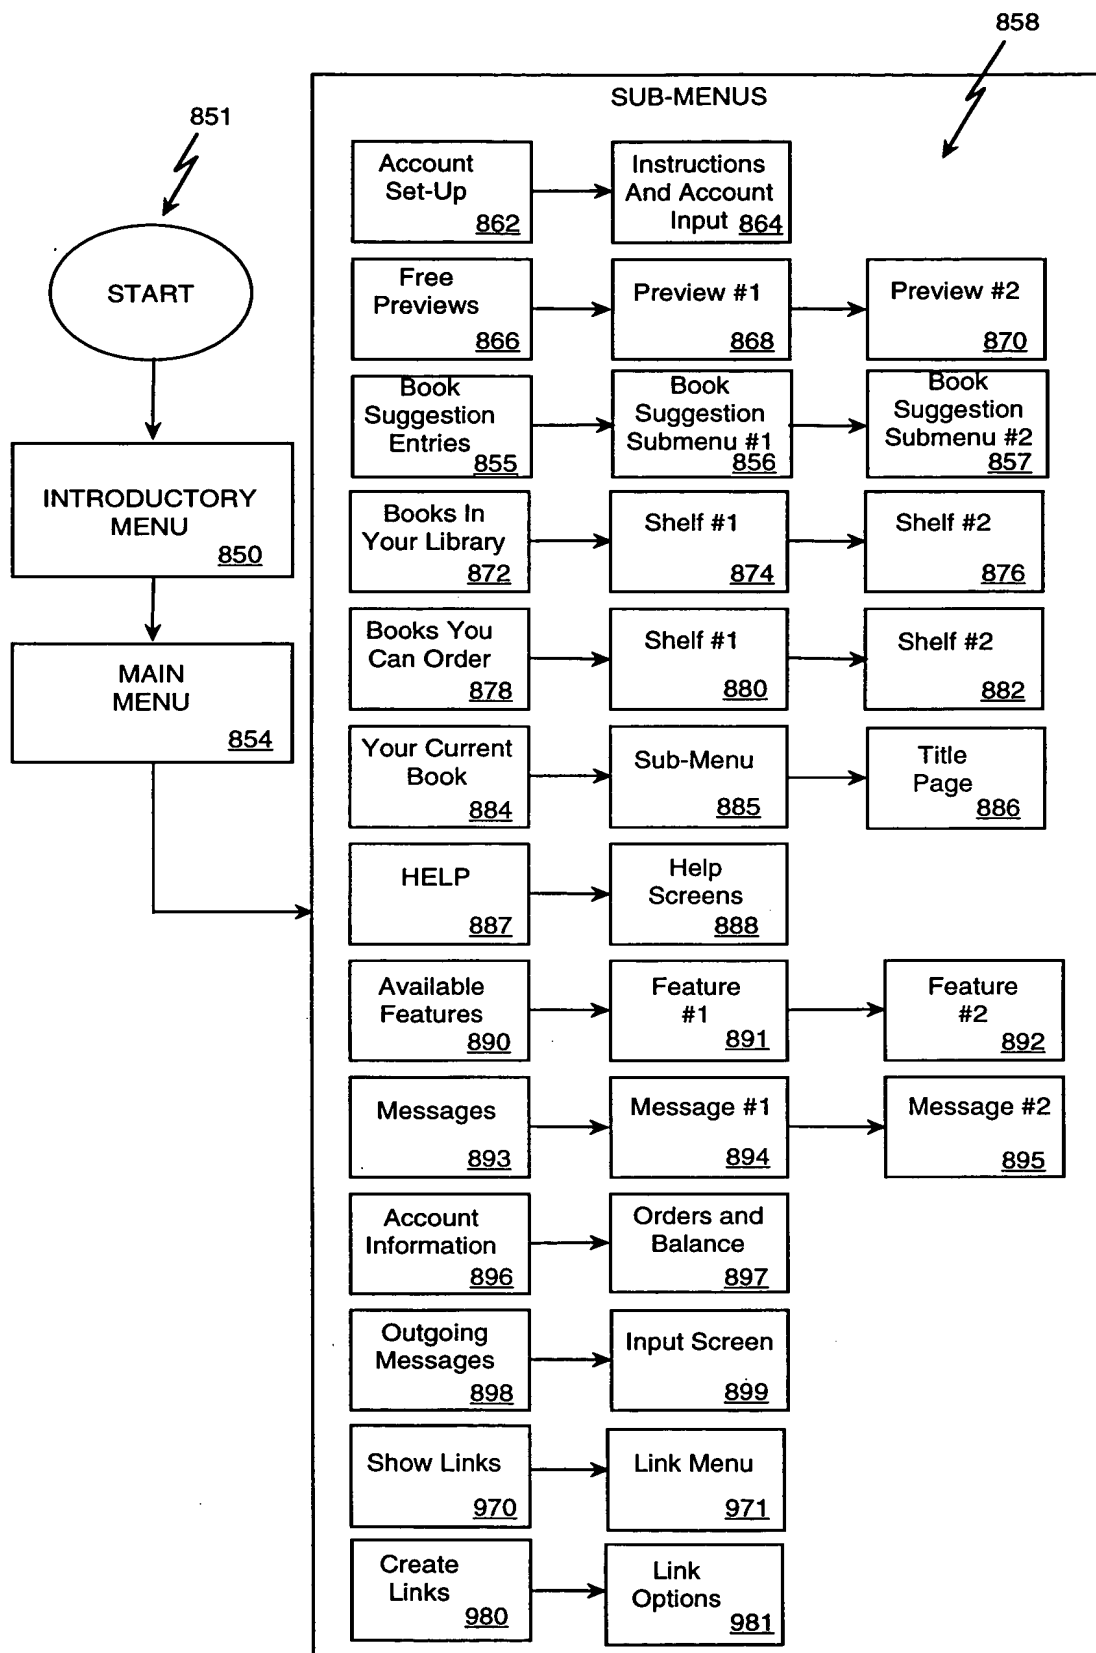 858
SUB-MENUS
851
START
INTRODUCTORY
MENU
850
MAIN
MENU
854
Account
Set-Up
862
Instructions
And Account
Input 864
Free
Previews
866
Preview #1
868
Preview #2
870
Book
Suggestion
Entries
855
Book
Suggestion
Submenu #1
856
Book
Suggestion
Submenu #2
857
Books In
Your Library
872
Shelf #1
874
Shelf #2
876
Books You
Can Order
878
Shelf #1
880
Shelf #2
882
Your Current
Book
884
Sub-Menu
885
Title
Page
886
HELP
887
Help
Screens
888
Available
Features
890
Feature
#1
891
Feature
#2
892
Messages
893
Message #1
894
Message #2
895
Account
Information
896
Orders and
Balance
897
Outgoing
Messages
898
Input Screen
899
Show Links
970
Link Menu
971
Create
Links
980
Link
Options
981